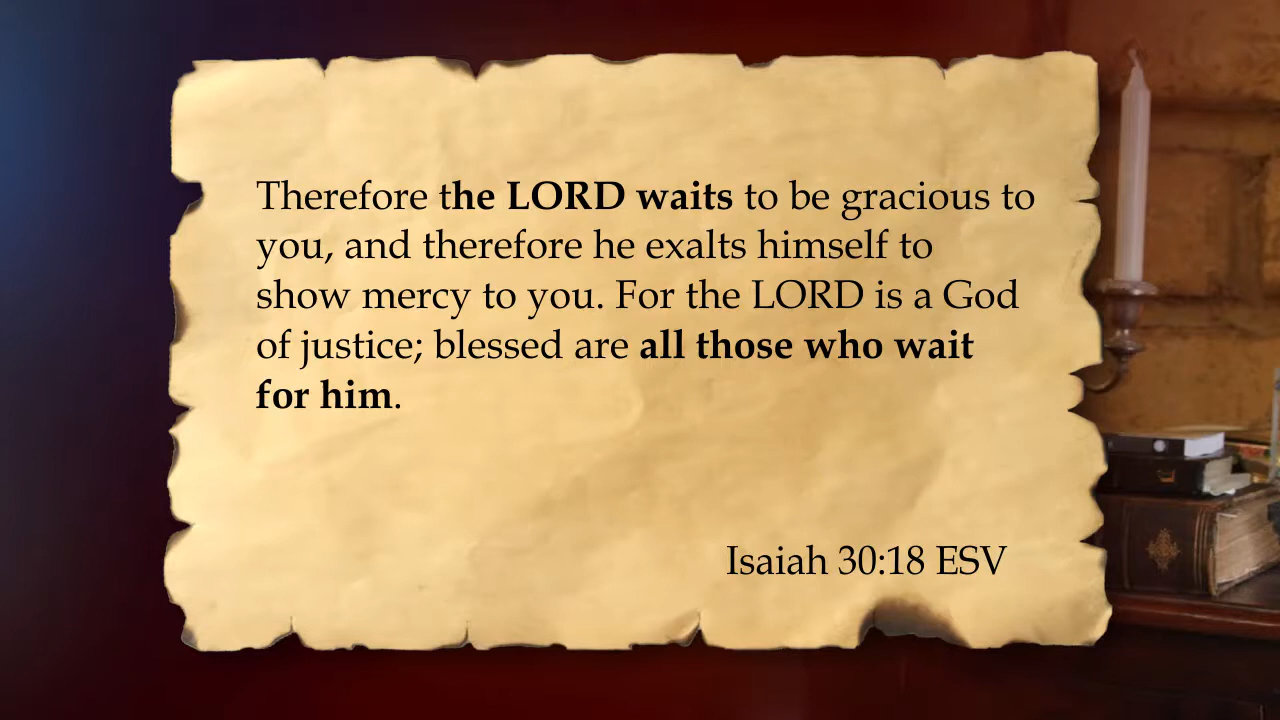 Therefore the LORD waits to be gracious to
you, and therefore he exalts himself to
show mercy to you. For the LORD is a God
of justice; blessed are all those who wait
for him.
Isaiah 30:18 ESV